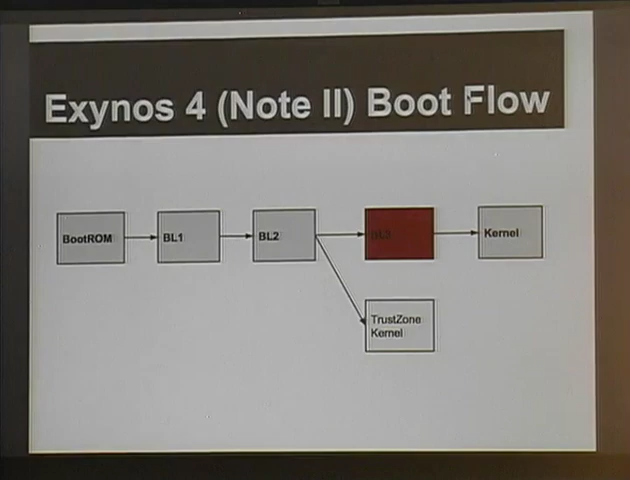 Exynos 4 (Note II) Boot Flow
BootROM
BL1
BL2
BL3
Kernel
TrustZone
Kernel